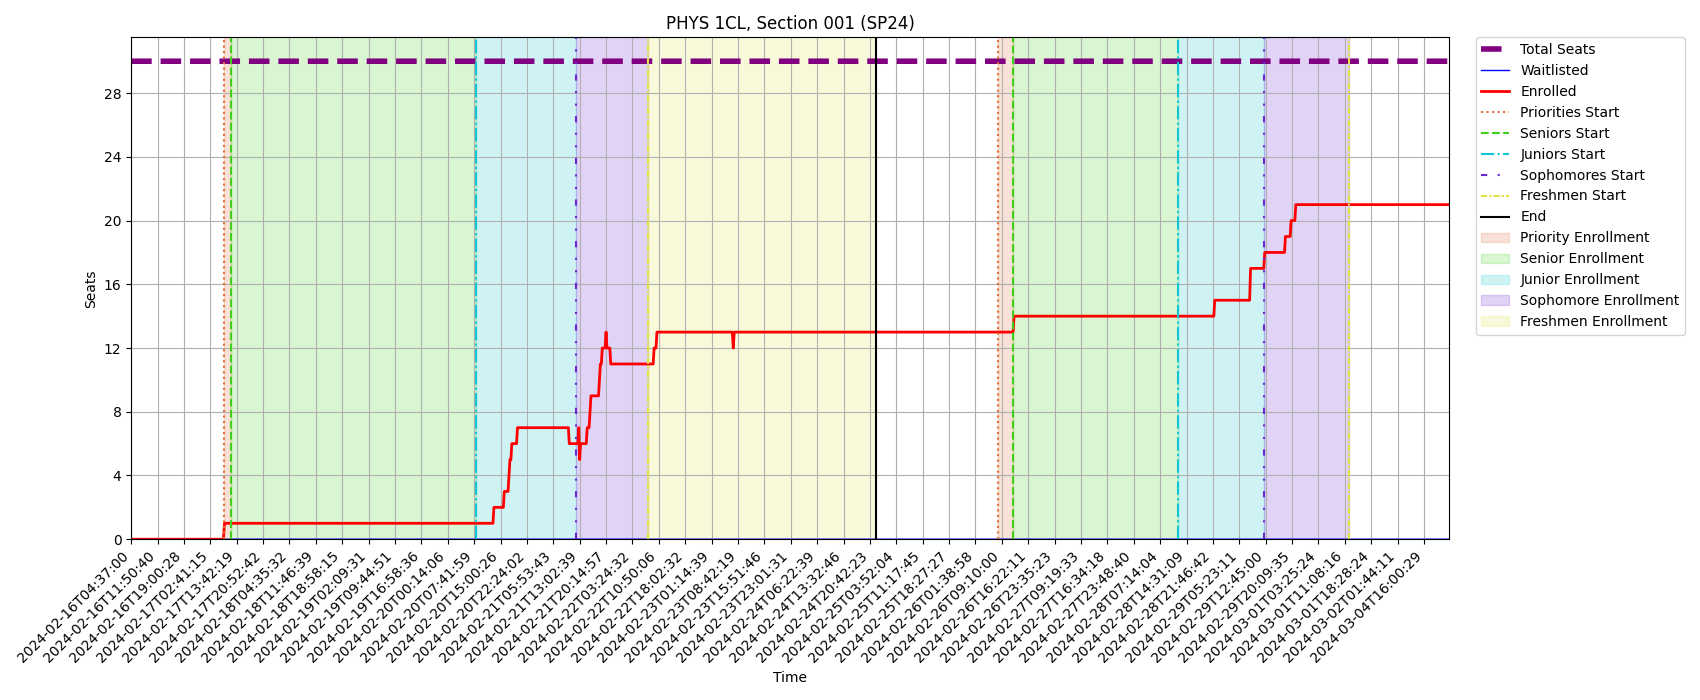 PHYS 1CL, Section 001 (SP24)
Seats
28
24
20
16
12
8
4
0
2024-02-16T04:37:00
2024-02-16T11:50:40
2024-02-16T19:00:28
2024-02-17T02:41:15
2024-02-17T13:42:19
2024-02-17T20:52:42
2024-02-18T04:35:32
2024-02-18T11:46:39
2024-02-18T18:58:15
2024-02-19T02:09:31
2024-02-19T09:44:51
2024-02-19T16:58:36
2024-02-20T00:14:06
2024-02-20T07:41:59
2024-02-20T15:00:26
2024-02-20T22:24:02
2024-02-21T05:53:43
2024-02-21T13:02:39
2024-02-21T20:14:57
2024-02-22T03:24:32
2024-02-22T10:50:06
2024-02-22T18:02:32
2024-02-23T01:14:39
2024-02-23T08:42:19
2024-02-23T15:51:46
2024-02-23T23:01:31
2024-02-24T06:22:39
2024-02-24T13:32:46
2024-02-24T20:42:23
2024-02-25T03:52:04
2024-02-25T11:17:45
2024-02-25T18:27:27
2024-02-26T01:38:58
2024-02-26T09:10:00
2024-02-26T16:22:11
2024-02-26T23:35:23
2024-02-27T09:19:33
2024-02-27T16:34:18
2024-02-27T23:48:40
2024-02-28T07:14:04
2024-02-28T14:31:09
2024-02-28T21:46:42
2024-02-29T05:23:11
2024-02-29T12:45:00
2024-02-29T20:09:35
2024-03-01T03:25:24
2024-03-01T11:08:16
2024-03-01T18:28:24
2024-03-02T01:44:11
2024-03-04T16:00:29
Time
Total Seats
Waitlisted
Enrolled
Priorities Start
Seniors Start
Juniors Start
Sophomores Start
Freshmen Start
End
Priority Enrollment
Senior Enrollment
Junior Enrollment
Sophomore Enrollment
Freshmen Enrollment